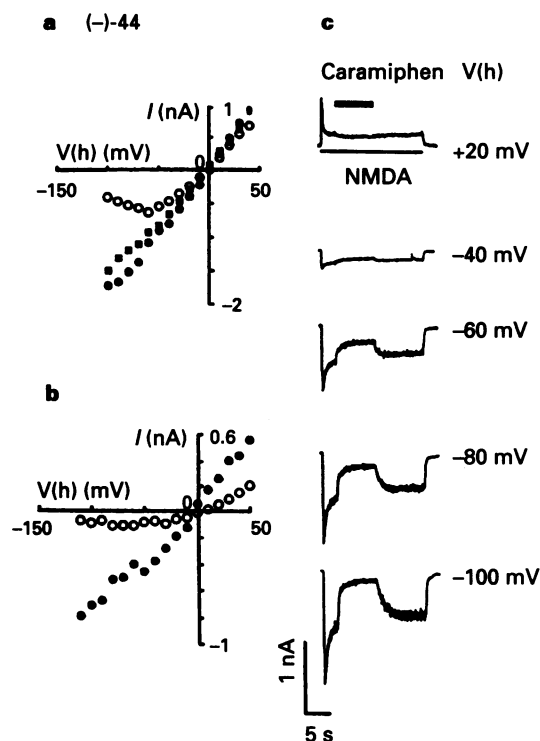 a (−)-44
I (nA)
1
V(h) (mV)
0
−150
50
−2
b
I (nA)
0.6
V(h) (mV)
0
−150
50
−1
c
Caramiphen V(h)
+20 mV
NMDA
−40 mV
−60 mV
−80 mV
−100 mV
1 nA
5 s